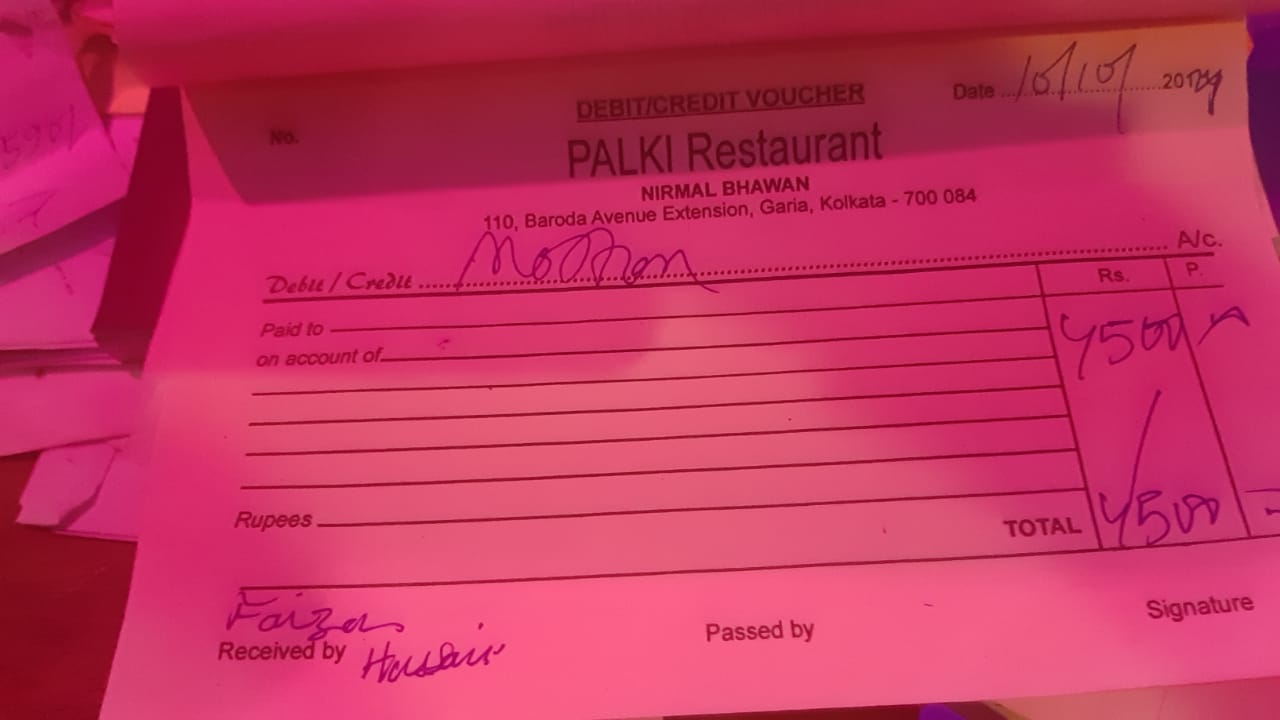 DEBIT/CREDIT VOUCHER
Date 10/10/ 20
No.
PALKI Restaurant
NIRMAL BHAWAN
110, Baroda Avenue Extension, Garia, Kolkata - 700 084
Debit / Credit A/c.
Rs. P.
Paid to
4500
on account of
Rupees
TOTAL 4500
Faizan
Received by Hussain
Passed by
Signature